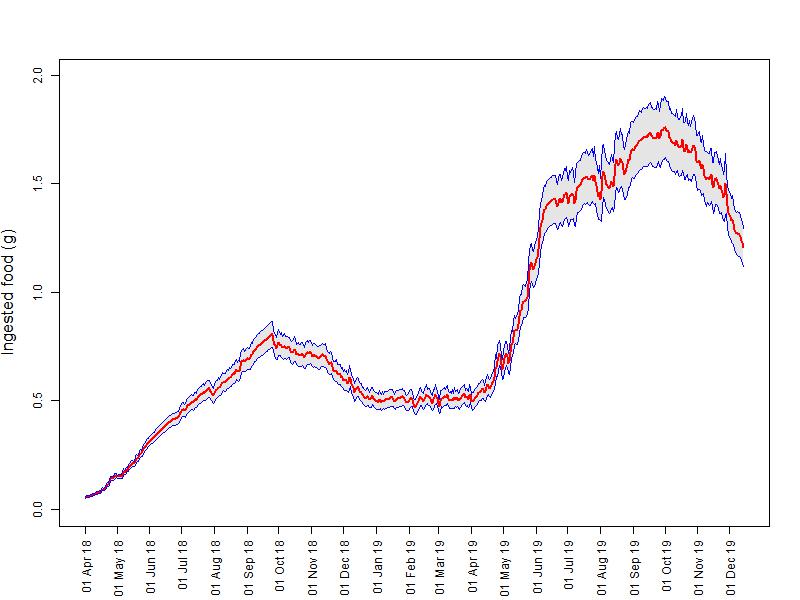 Ingested food (g)
2.0
1.5
1.0
0.5
0.0
01 Apr 18
01 May 18
01 Jun 18
01 Jul 18
01 Aug 18
01 Sep 18
01 Oct 18
01 Nov 18
01 Dec 18
01 Jan 19
01 Feb 19
01 Mar 19
01 Apr 19
01 May 19
01 Jun 19
01 Jul 19
01 Aug 19
01 Sep 19
01 Oct 19
01 Nov 19
01 Dec 19